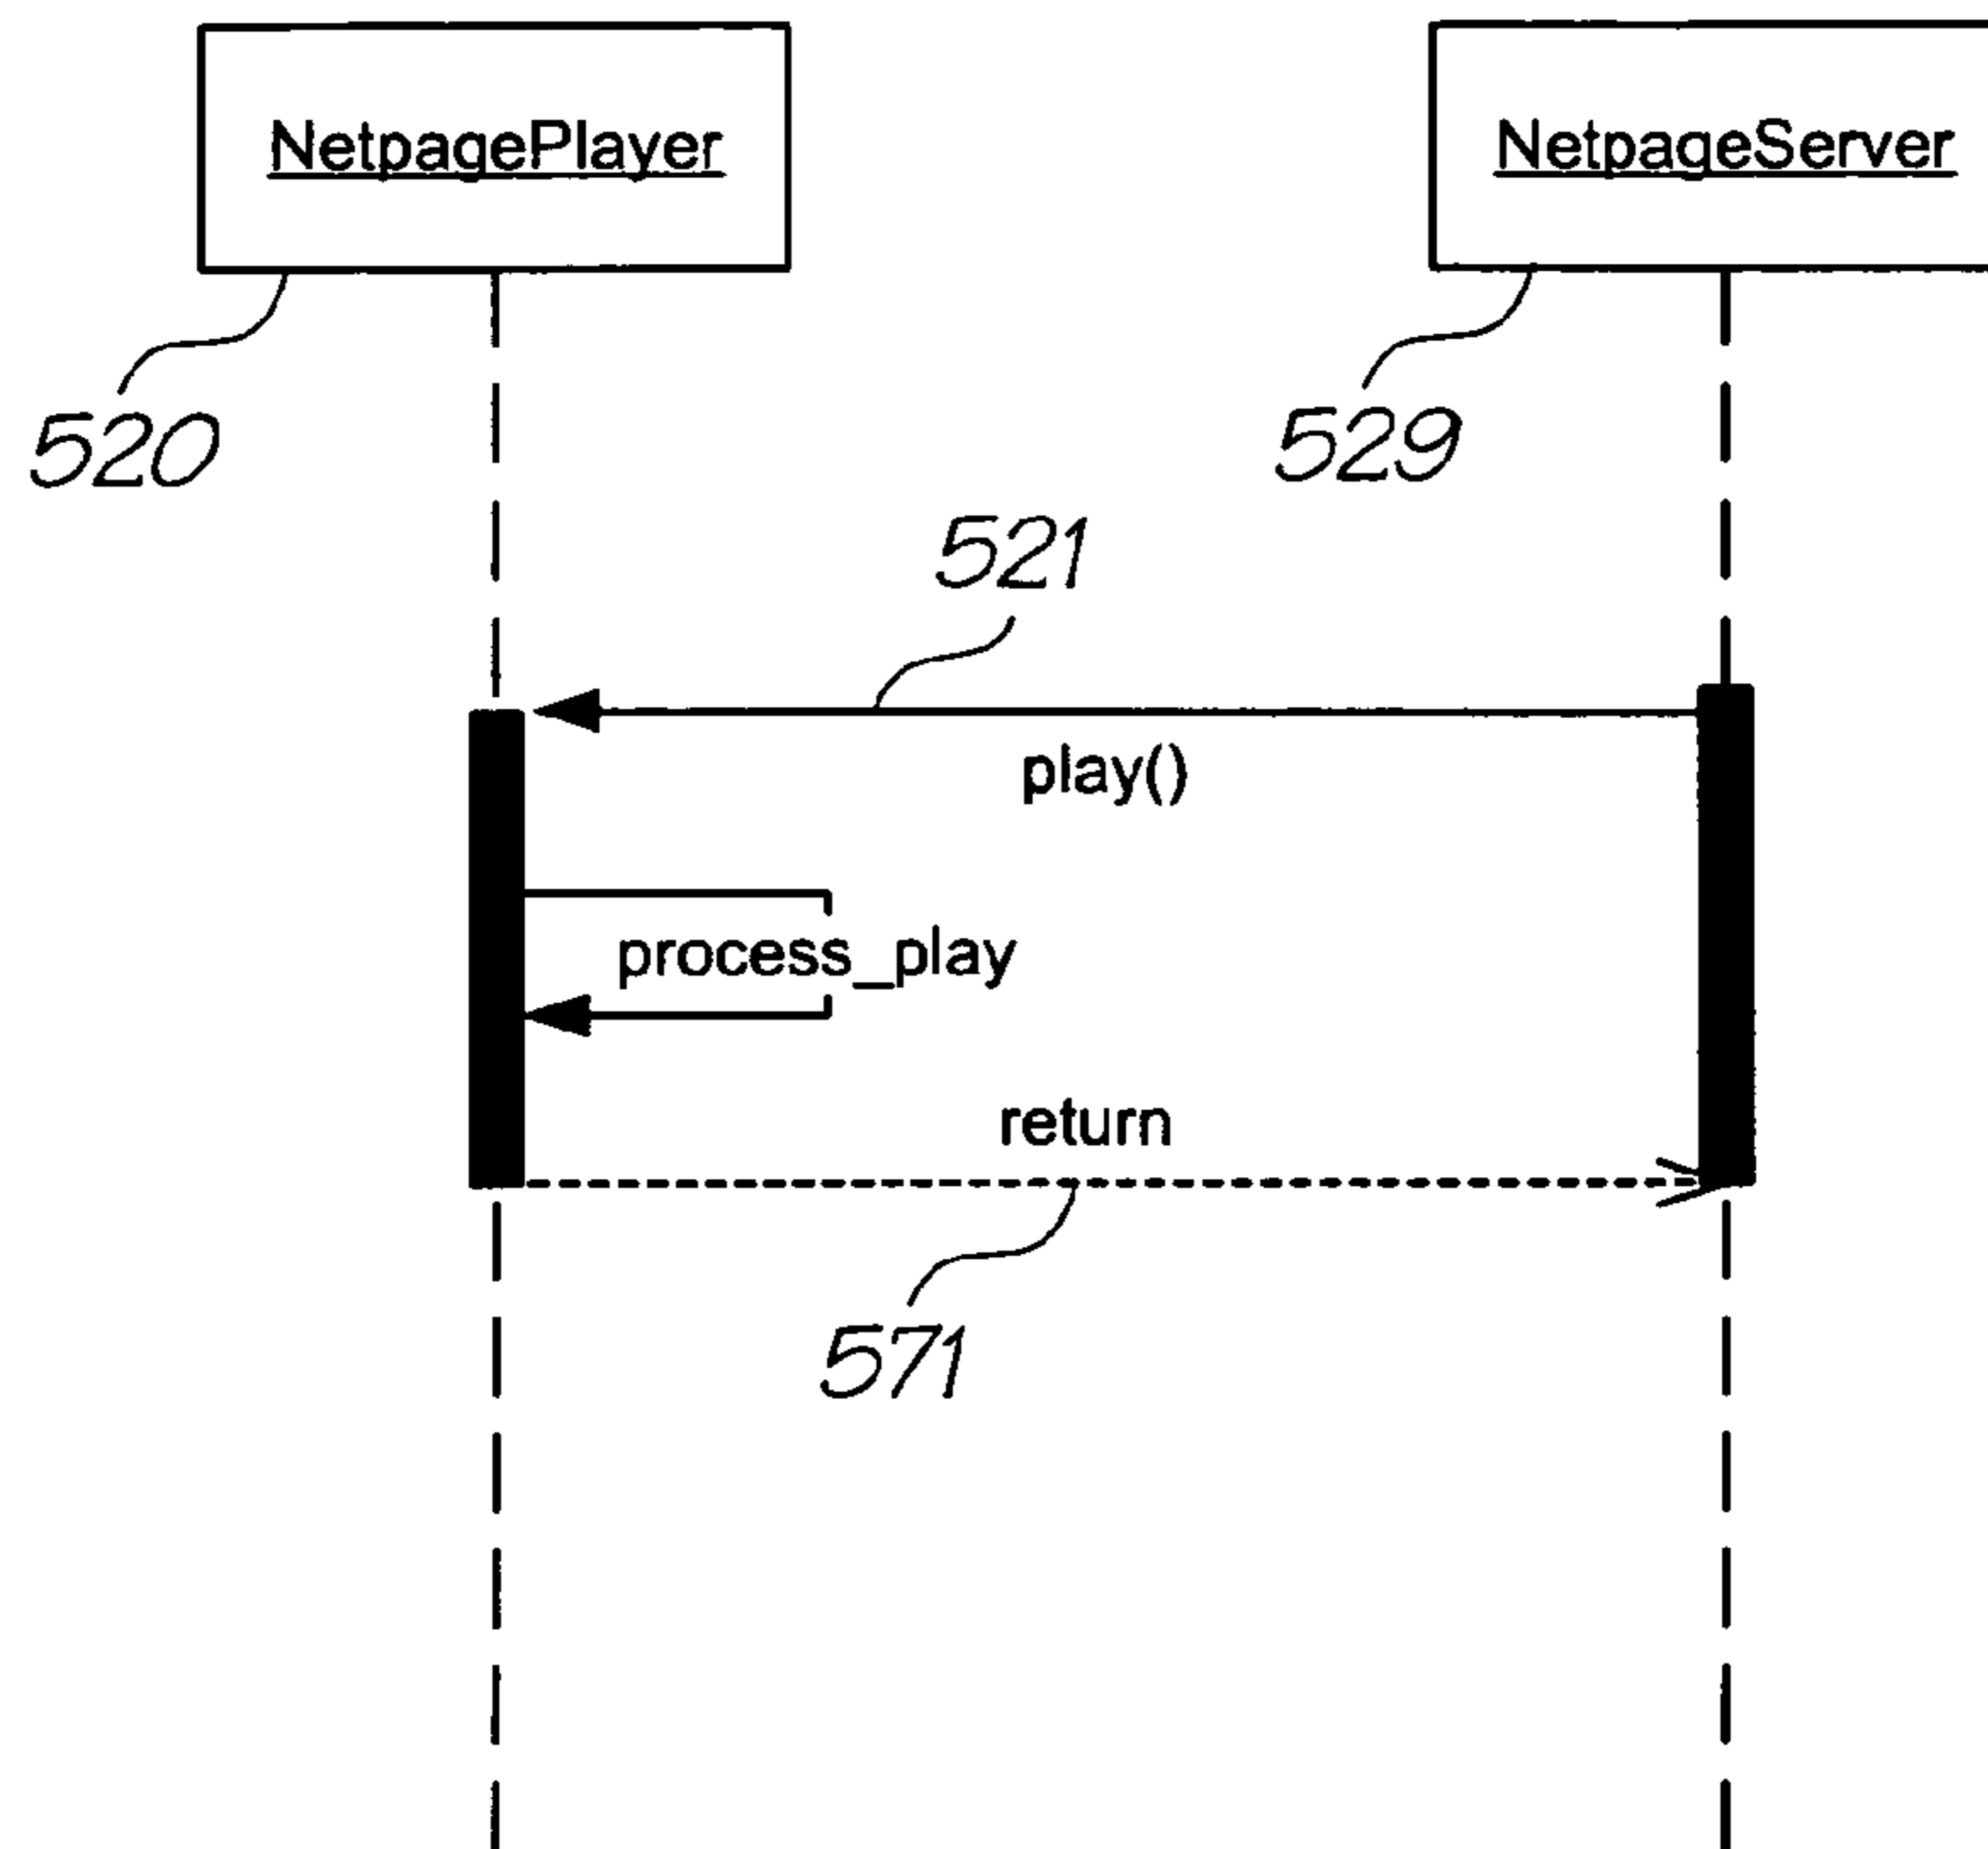 NetpagePlayer
NetpageServer
520
529
521
play()
process_play
return
571